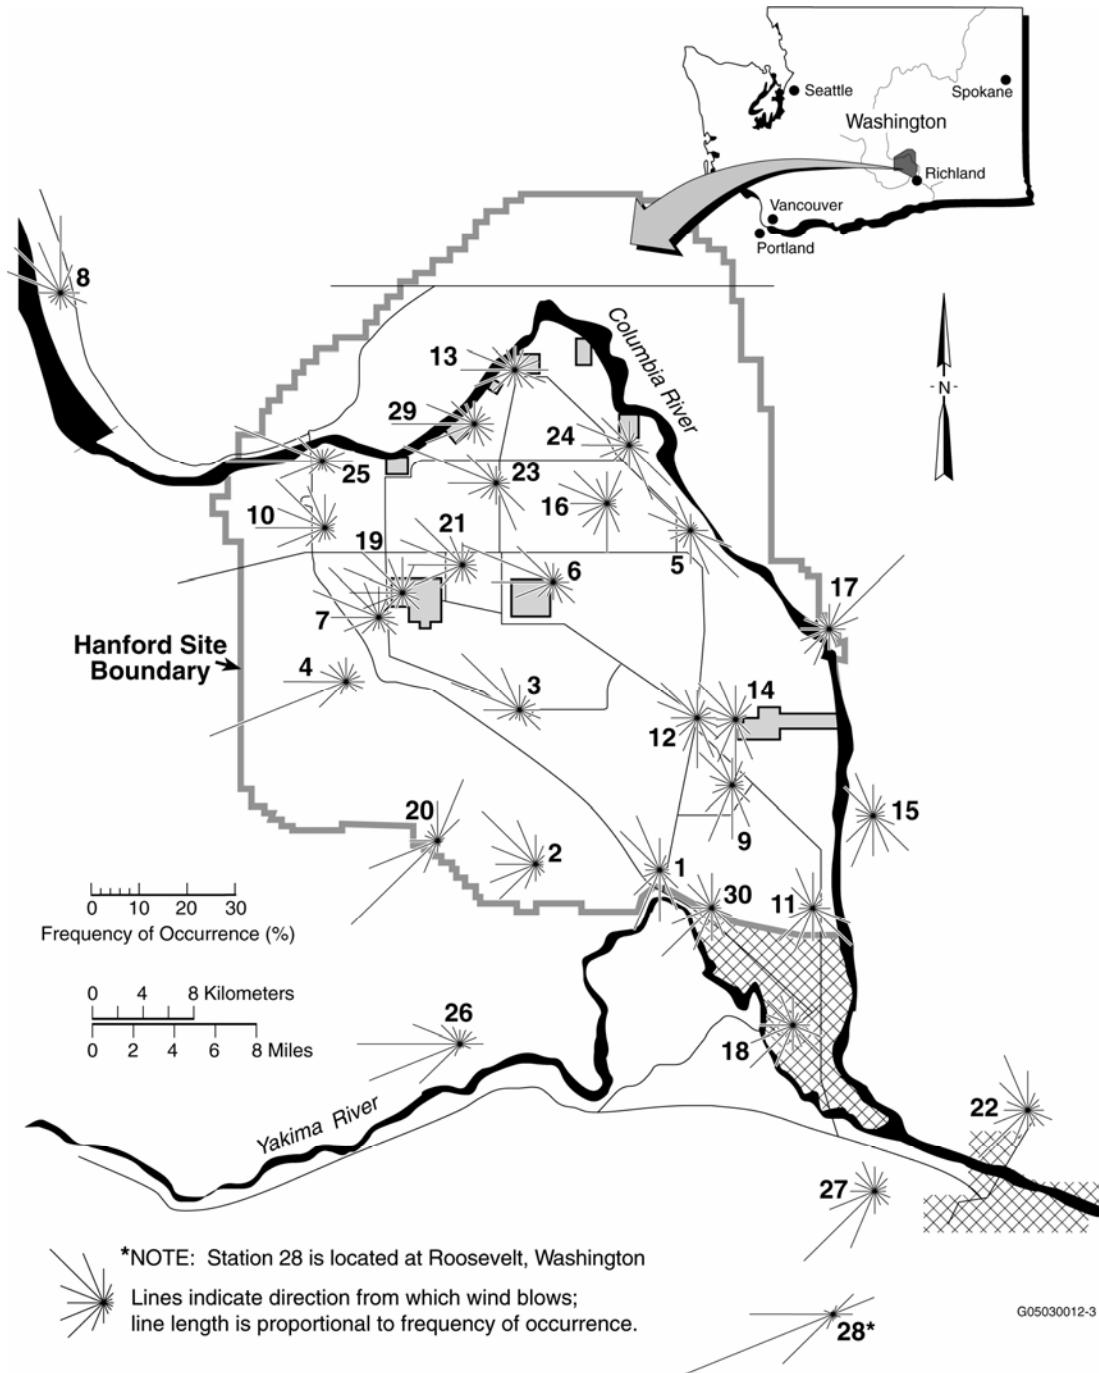 Seattle
Spokane
Washington
Richland
Vancouver
Portland
8
Columbia River
13
-N-
29
24
25
23
10
16
21
19
5
6
17
7
Hanford Site
Boundary
4
3
14
12
20
15
2
9
1
30
11
0 10 20 30
Frequency of Occurrence (%)
0 4 8 Kilometers
0 2 4 6 8 Miles
26
18
Yakima River
22
27
*NOTE: Station 28 is located at Roosevelt, Washington
Lines indicate direction from which wind blows;
line length is proportional to frequency of occurrence.
28*
G05030012-3